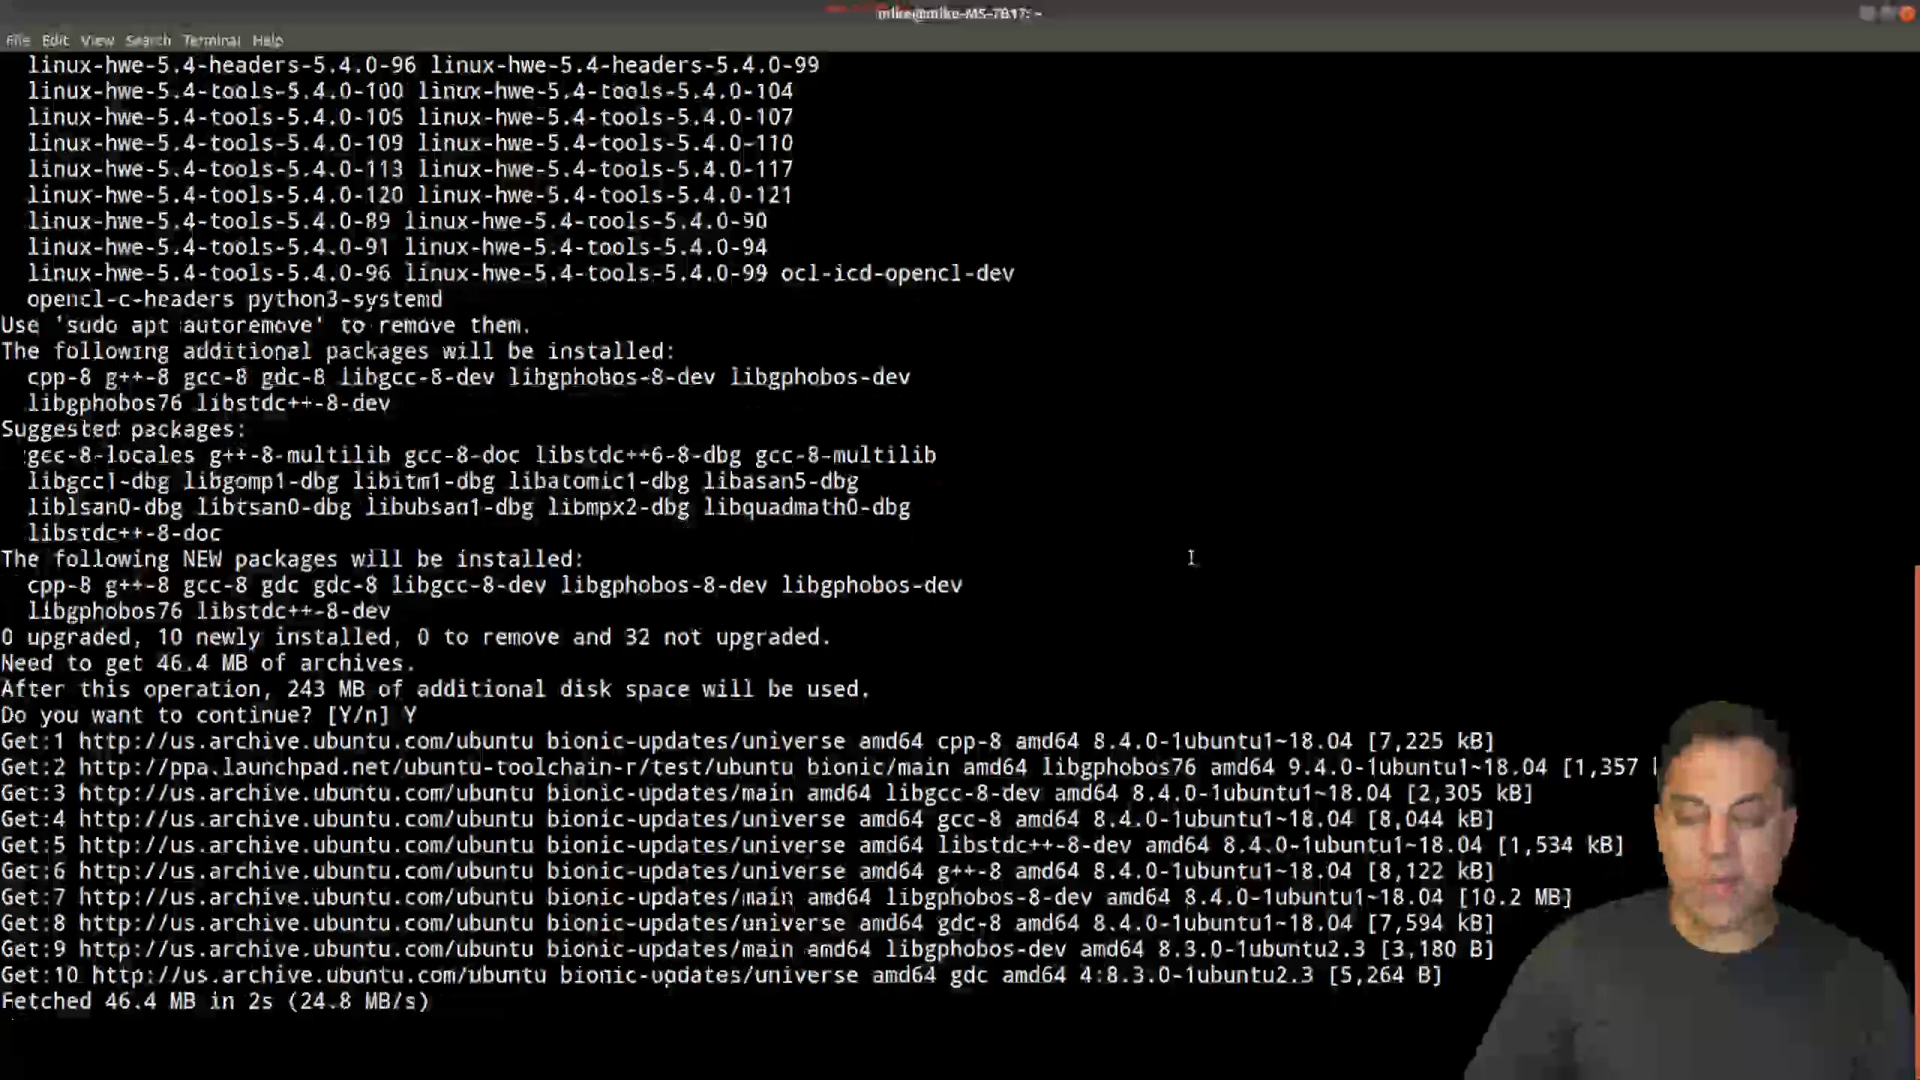 mike@mike-MS-7B17: ~
File Edit View Search Terminal Help
linux-hwe-5.4-headers-5.4.0-96 linux-hwe-5.4-headers-5.4.0-99
linux-hwe-5.4-tools-5.4.0-100 linux-hwe-5.4-tools-5.4.0-104
linux-hwe-5.4-tools-5.4.0-105 linux-hwe-5.4-tools-5.4.0-107
linux-hwe-5.4-tools-5.4.0-109 linux-hwe-5.4-tools-5.4.0-110
linux-hwe-5.4-tools-5.4.0-113 linux-hwe-5.4-tools-5.4.0-117
linux-hwe-5.4-tools-5.4.0-120 linux-hwe-5.4-tools-5.4.0-121
linux-hwe-5.4-tools-5.4.0-89 linux-hwe-5.4-tools-5.4.0-90
linux-hwe-5.4-tools-5.4.0-91 linux-hwe-5.4-tools-5.4.0-94
linux-hwe-5.4-tools-5.4.0-96 linux-hwe-5.4-tools-5.4.0-99 ocl-icd-opencl-dev
opencl-c-headers python3-systemd
Use 'sudo apt autoremove' to remove them.
The following additional packages will be installed:
cpp-8 g++-8 gcc-8 gdc-8 libgcc-8-dev libgphobos-8-dev libgphobos-dev
libgphobos76 libstdc++-8-dev
Suggested packages:
gcc-8-locales g++-8-multilib gcc-8-doc libstdc++6-8-dbg gcc-8-multilib
libgcc1-dbg libgomp1-dbg libitm1-dbg libatomic1-dbg libasan5-dbg
liblsan0-dbg libtsan0-dbg libubsan1-dbg libmpx2-dbg libquadmath0-dbg
libstdc++-8-doc
The following NEW packages will be installed:
cpp-8 g++-8 gcc-8 gdc gdc-8 libgcc-8-dev libgphobos-8-dev libgphobos-dev
libgphobos76 libstdc++-8-dev
0 upgraded, 10 newly installed, 0 to remove and 32 not upgraded.
Need to get 46.4 MB of archives.
After this operation, 243 MB of additional disk space will be used.
Do you want to continue? [Y/n] Y
Get:1 http://us.archive.ubuntu.com/ubuntu bionic-updates/universe amd64 cpp-8 amd64 8.4.0-1ubuntu1~18.04 [7,225 kB]
Get:2 http://ppa.launchpad.net/ubuntu-toolchain-r/test/ubuntu bionic/main amd64 libgphobos76 amd64 9.4.0-1ubuntu1~18.04 [1,357
Get:3 http://us.archive.ubuntu.com/ubuntu bionic-updates/main amd64 libgcc-8-dev amd64 8.4.0-1ubuntu1~18.04 [2,305 kB]
Get:4 http://us.archive.ubuntu.com/ubuntu bionic-updates/universe amd64 gcc-8 amd64 8.4.0-1ubuntu1~18.04 [8,044 kB]
Get:5 http://us.archive.ubuntu.com/ubuntu bionic-updates/universe amd64 libstdc++-8-dev amd64 8.4.0-1ubuntu1~18.04 [1,534 kB]
Get:6 http://us.archive.ubuntu.com/ubuntu bionic-updates/universe amd64 g++-8 amd64 8.4.0-1ubuntu1~18.04 [8,122 kB]
Get:7 http://us.archive.ubuntu.com/ubuntu bionic-updates/main amd64 libgphobos-8-dev amd64 8.4.0-1ubuntu1~18.04 [10.2 MB]
Get:8 http://us.archive.ubuntu.com/ubuntu bionic-updates/universe amd64 gdc-8 amd64 8.4.0-1ubuntu1~18.04 [7,594 kB]
Get:9 http://us.archive.ubuntu.com/ubuntu bionic-updates/main amd64 libgphobos-dev amd64 8.3.0-1ubuntu2.3 [3,180 B]
Get:10 http://us.archive.ubuntu.com/ubuntu bionic-updates/universe amd64 gdc amd64 4:8.3.0-1ubuntu2.3 [5,264 B]
Fetched 46.4 MB in 2s (24.8 MB/s)